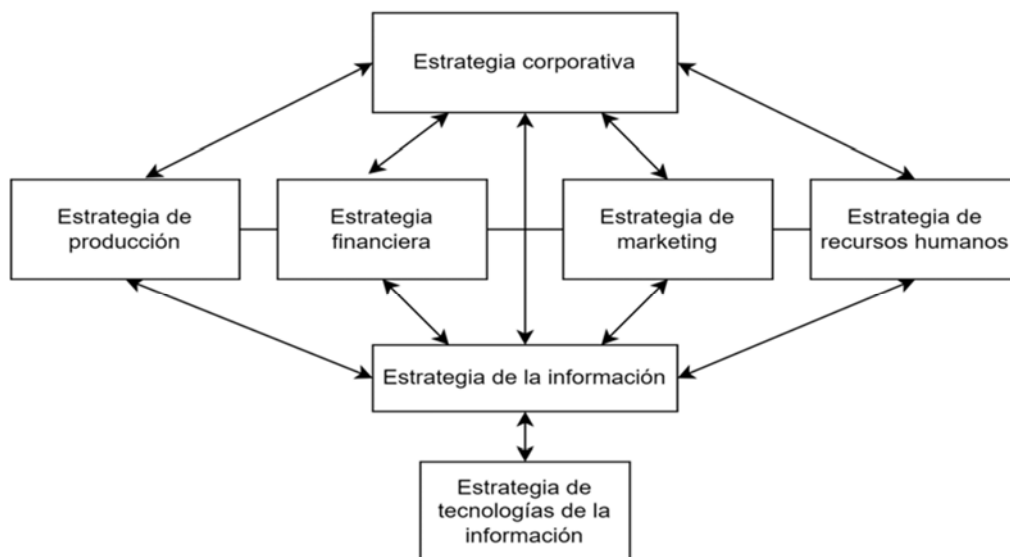 Estrategia corporativa
Estrategia de
producción
Estrategia
financiera
Estrategia de
marketing
Estrategia de
recursos humanos
Estrategia de la información
Estrategia de
tecnologías de la
información